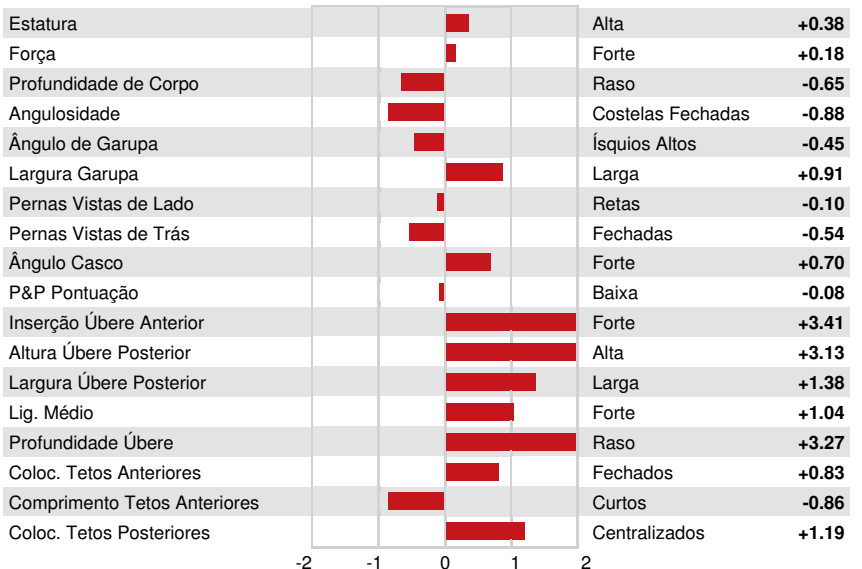 Estatura Alta +0.38
Força Forte +0.18
Profundidade de Corpo Raso -0.65
Angulosidade Costelas Fechadas -0.88
Ângulo de Garupa Ísquios Altos -0.45
Largura Garupa Larga +0.91
Pernas Vistas de Lado Retas -0.10
Pernas Vistas de Trás Fechadas -0.54
Ângulo Casco Forte +0.70
P&P Pontuação Baixa -0.08
Inserção Úbere Anterior Forte +3.41
Altura Úbere Posterior Alta +3.13
Largura Úbere Posterior Larga +1.38
Lig. Médio Forte +1.04
Profundidade Úbere Raso +3.27
Coloc. Tetos Anteriores Fechados +0.83
Comprimento Tetos Anteriores Curtos -0.86
Coloc. Tetos Posteriores Centralizados +1.19
-2 -1 0 1 2